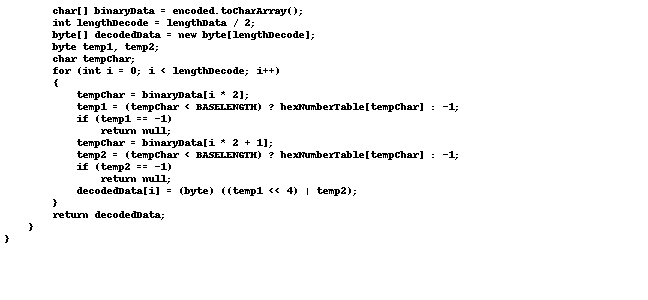 char[] binaryData = encoded.toCharArray();
int lengthDecode = lengthData / 2;
byte[] decodedData = new byte[lengthDecode];
byte temp1, temp2;
char tempChar;
for (int i = 0; i < lengthDecode; i++)
{
tempChar = binaryData[i * 2];
temp1 = (tempChar < BASELENGTH) ? hexNumberTable[tempChar] : -1;
if (temp1 == -1)
return null;
tempChar = binaryData[i * 2 + 1];
temp2 = (tempChar < BASELENGTH) ? hexNumberTable[tempChar] : -1;
if (temp2 == -1)
return null;
decodedData[i] = (byte) ((temp1 << 4) | temp2);
}
return decodedData;
}
}